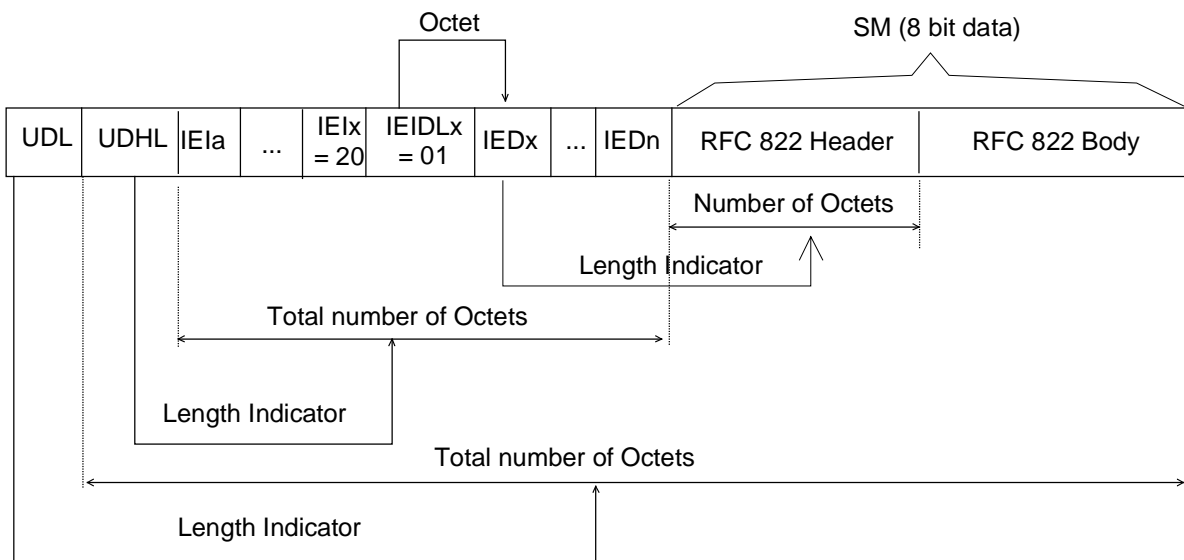 Octet
SM (8 bit data)
UDL
UDHL
IEIa
...
IEIx
= 20
IEIDLx
= 01
IEDx
...
IEDn
RFC 822 Header
RFC 822 Body
Number of Octets
Length Indicator
Total number of Octets
Length Indicator
Total number of Octets
Length Indicator